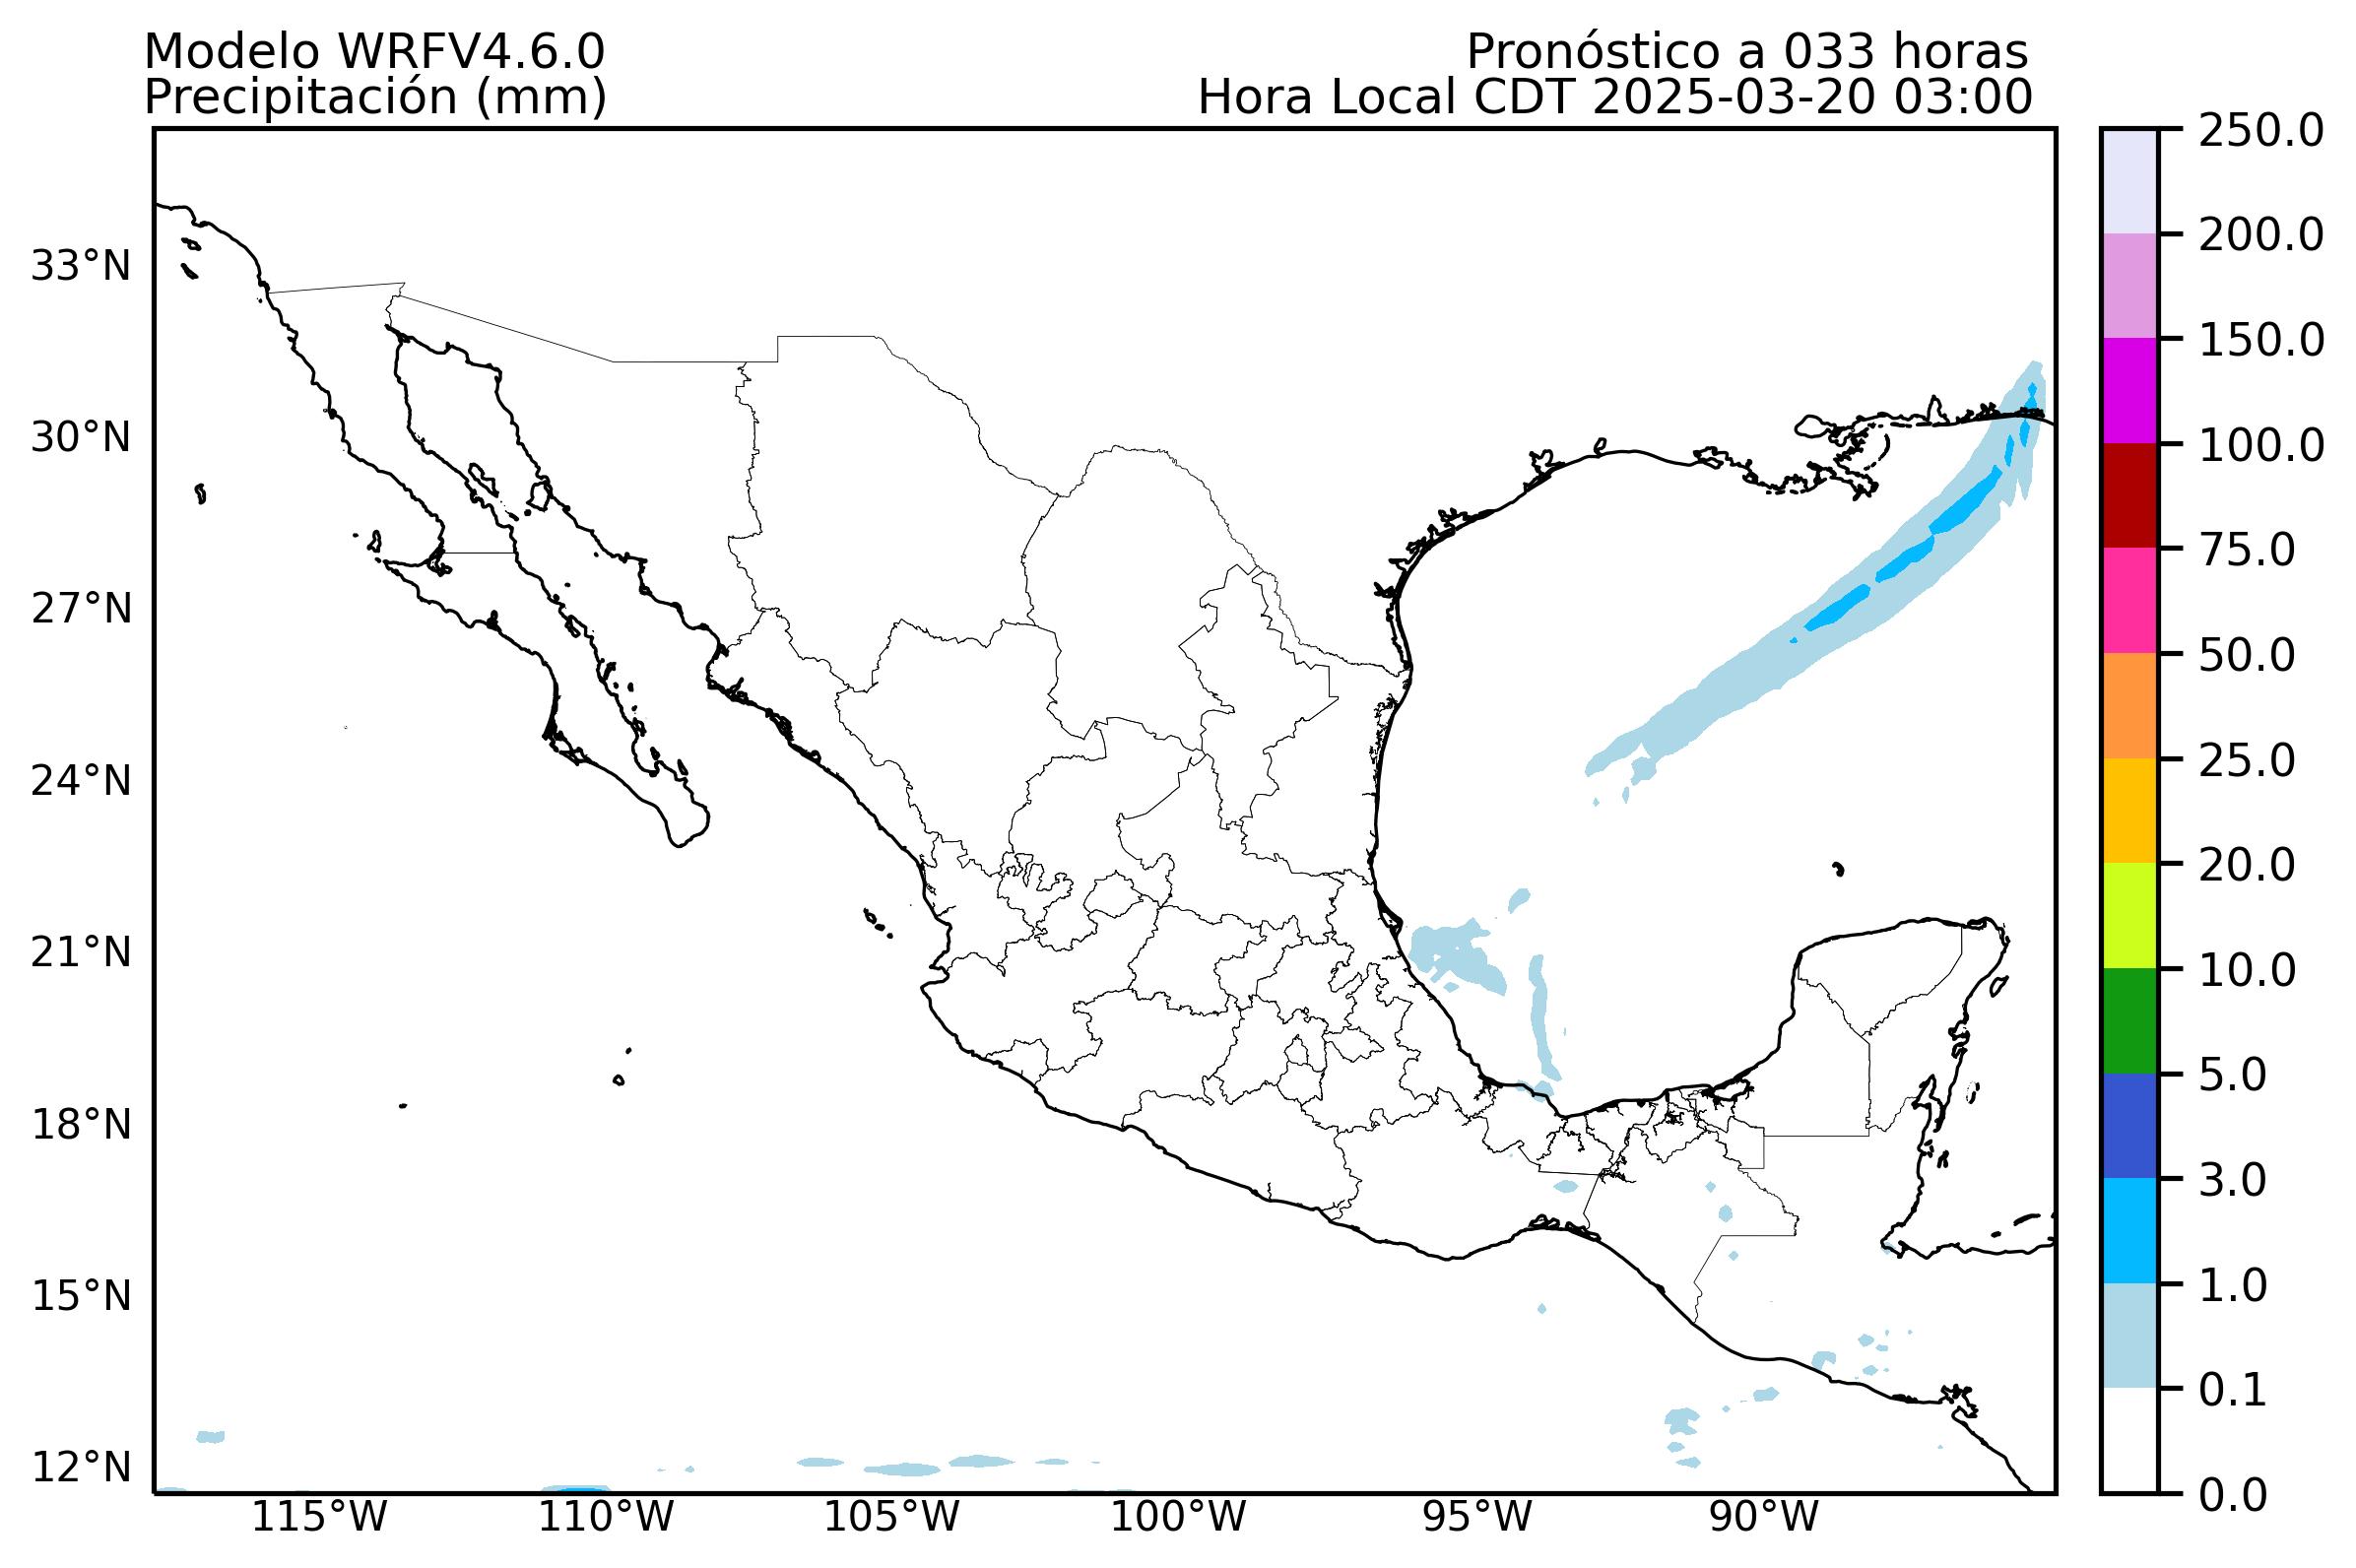 Modelo WRFV4.6.0
Precipitación (mm)
Pronóstico a 033 horas
Hora Local CDT 2025-03-20 03:00
33°N
30°N
27°N
24°N
21°N
18°N
15°N
12°N
115°W
110°W
105°W
100°W
95°W
90°W
250.0
200.0
150.0
100.0
75.0
50.0
25.0
20.0
10.0
5.0
3.0
1.0
0.1
0.0